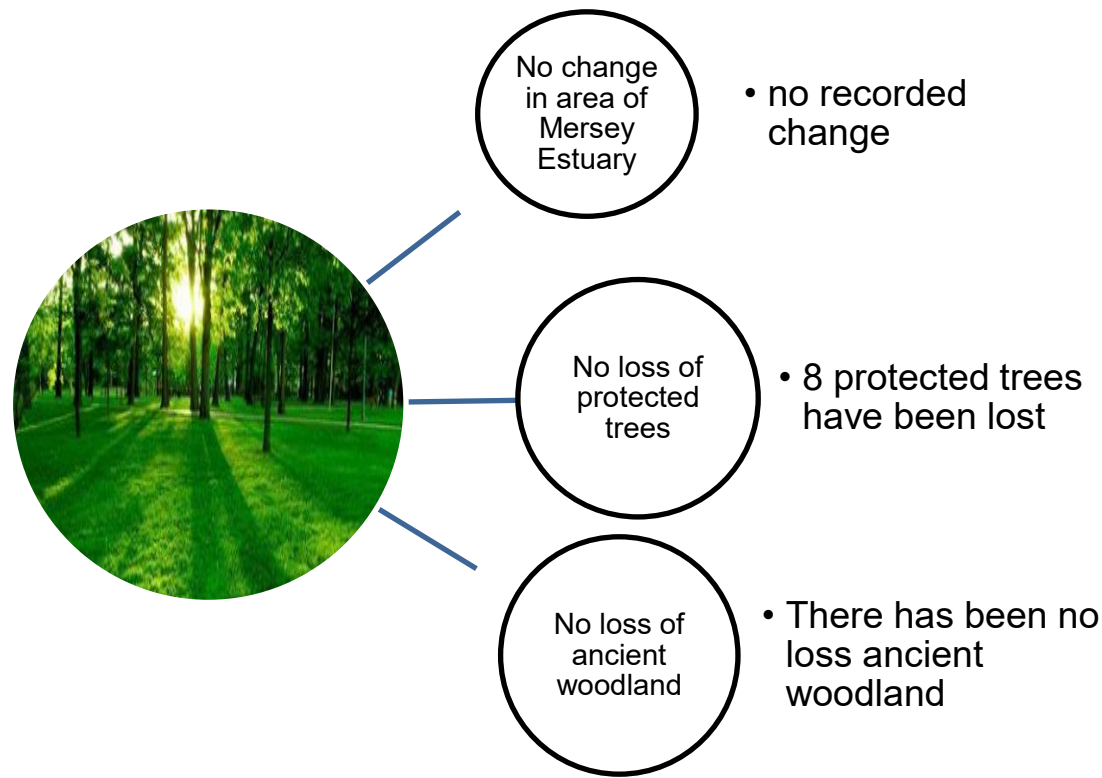 No change
in area of
Mersey
Estuary
• no recorded
change
No loss of
protected
trees
• 8 protected trees
have been lost
No loss of
ancient
woodland
• There has been no
loss ancient
woodland